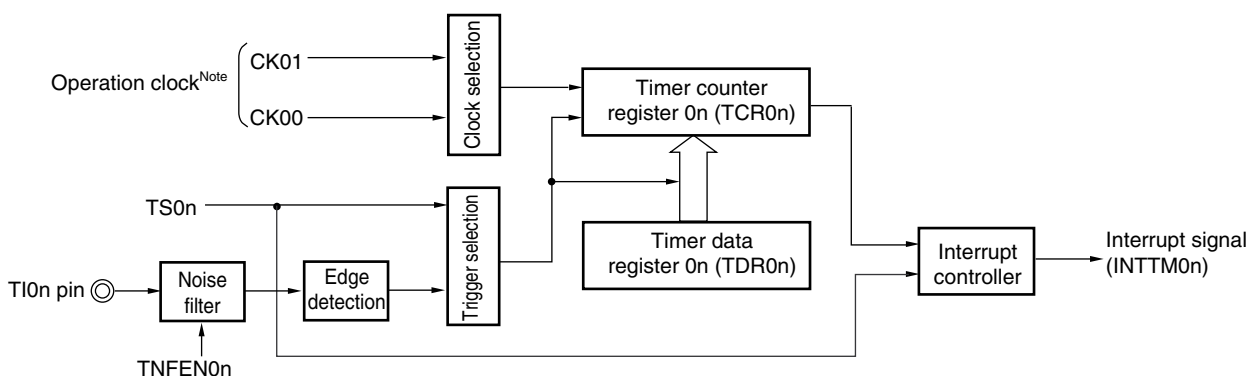 Operation clock^Note
CK01
CK00
Clock selection
Timer counter
register 0n (TCR0n)
TS0n
Trigger selection
Timer data
register 0n (TDR0n)
Interrupt
controller
Interrupt signal
(INTTM0n)
TI0n pin
Noise
filter
Edge
detection
TNFEN0n